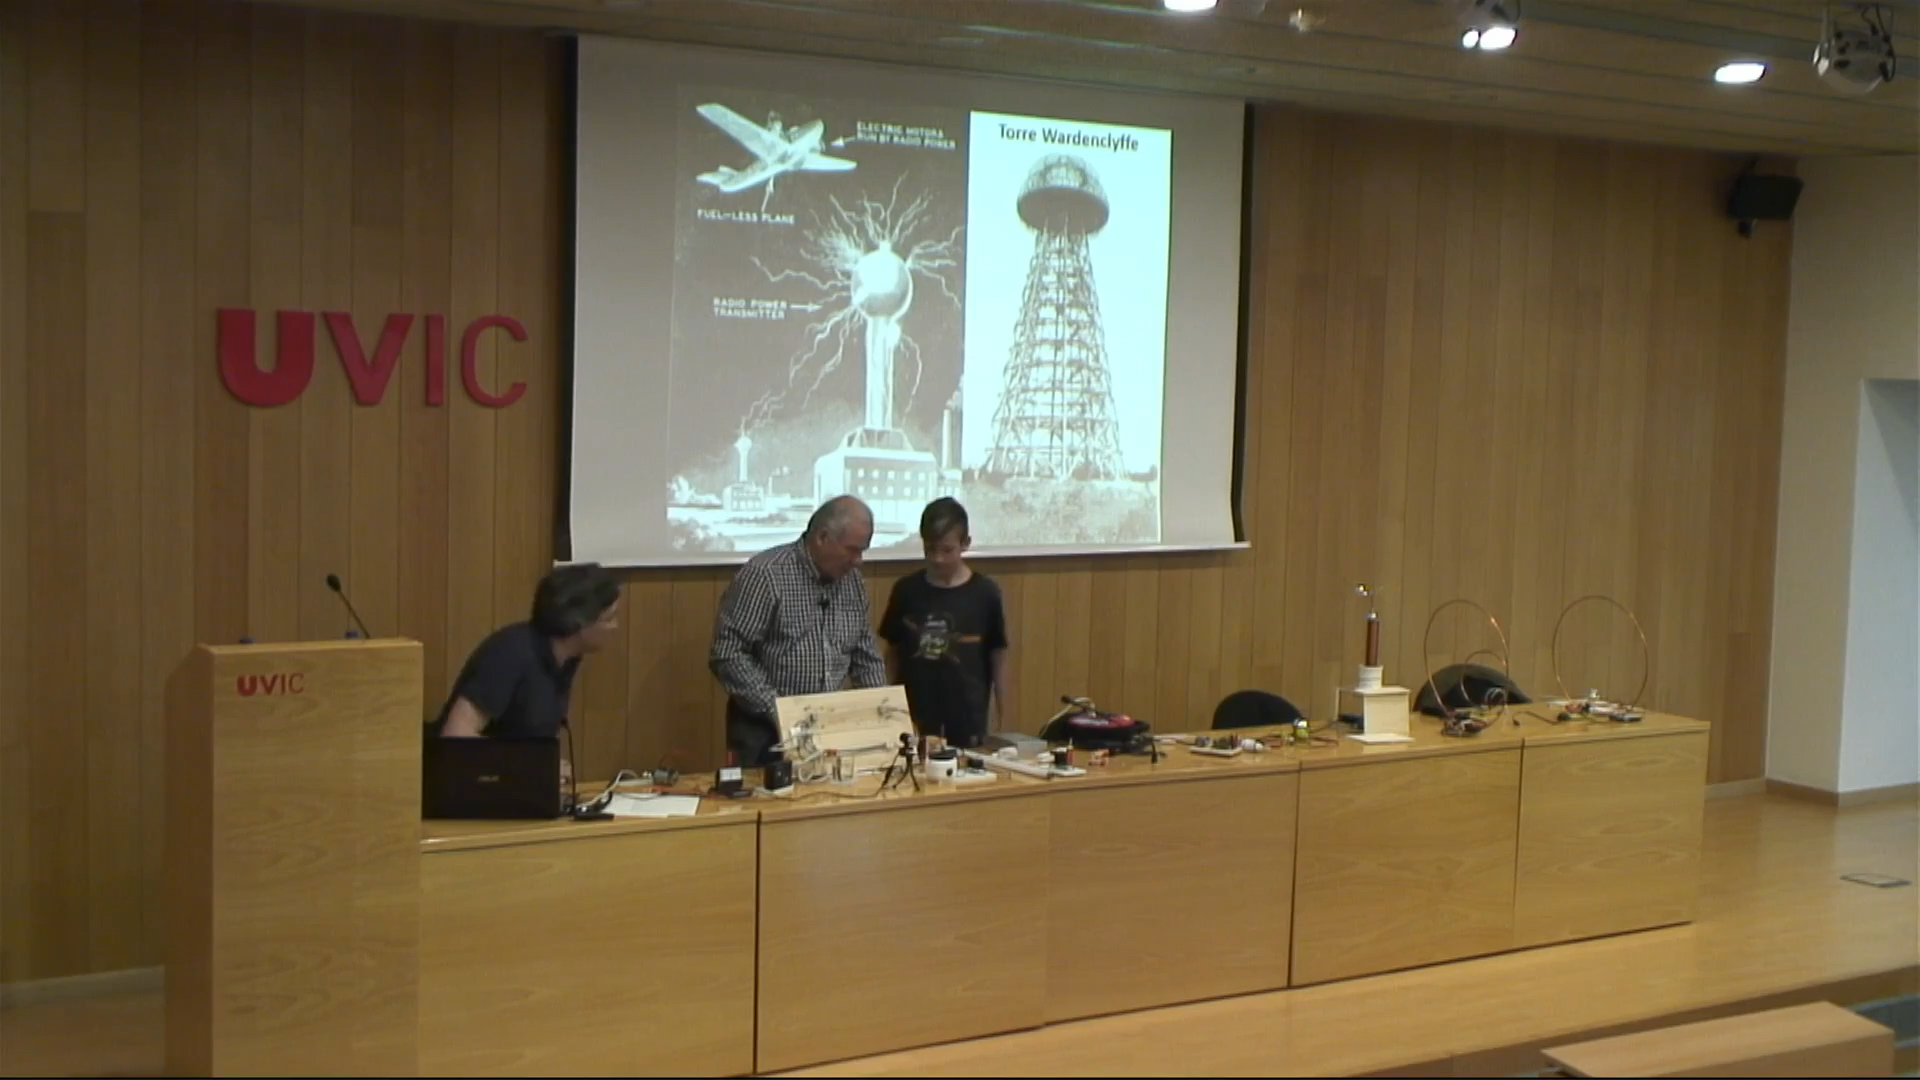 ELECTRIC MOTORS
RUN BY RADIO POWER
FUEL-LESS PLANE
RADIO POWER
TRANSMITTER
Torre Wardenclyffe
UVIC
UVIC